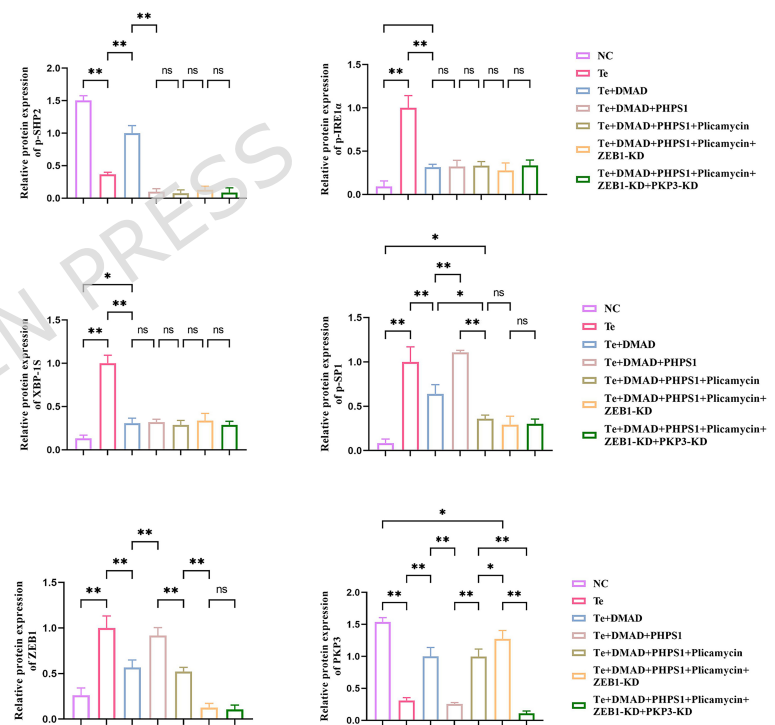 **
** **
ns ns ns
2.0
1.5
1.0
0.5
0.0
Relative protein expression
of p-SHP2
**
** ns ns ns ns
1.5
1.0
0.5
0.0
Relative protein expression
of p-IRE1α
NC
Te
Te+DMAD
Te+DMAD+PHPS1
Te+DMAD+PHPS1+Plicamycin
Te+DMAD+PHPS1+Plicamycin+
ZEB1-KD
Te+DMAD+PHPS1+Plicamycin+
ZEB1-KD+PKP3-KD
*
**
** ns ns ns ns
1.5
1.0
0.5
0.0
Relative protein expression
of XBP-1S
*
**
** * ns
** ** ns
1.5
1.0
0.5
0.0
Relative protein expression
of p-SP1
NC
Te
Te+DMAD
Te+DMAD+PHPS1
Te+DMAD+PHPS1+Plicamycin
Te+DMAD+PHPS1+Plicamycin+
ZEB1-KD
Te+DMAD+PHPS1+Plicamycin+
ZEB1-KD+PKP3-KD
**
** **
** ** ns
1.5
1.0
0.5
0.0
Relative protein expression
of ZEB1
*
** **
** *
** ** **
2.0
1.5
1.0
0.5
0.0
Relative protein expression
of PKP3
NC
Te
Te+DMAD
Te+DMAD+PHPS1
Te+DMAD+PHPS1+Plicamycin
Te+DMAD+PHPS1+Plicamycin+
ZEB1-KD
Te+DMAD+PHPS1+Plicamycin+
ZEB1-KD+PKP3-KD
PRESS